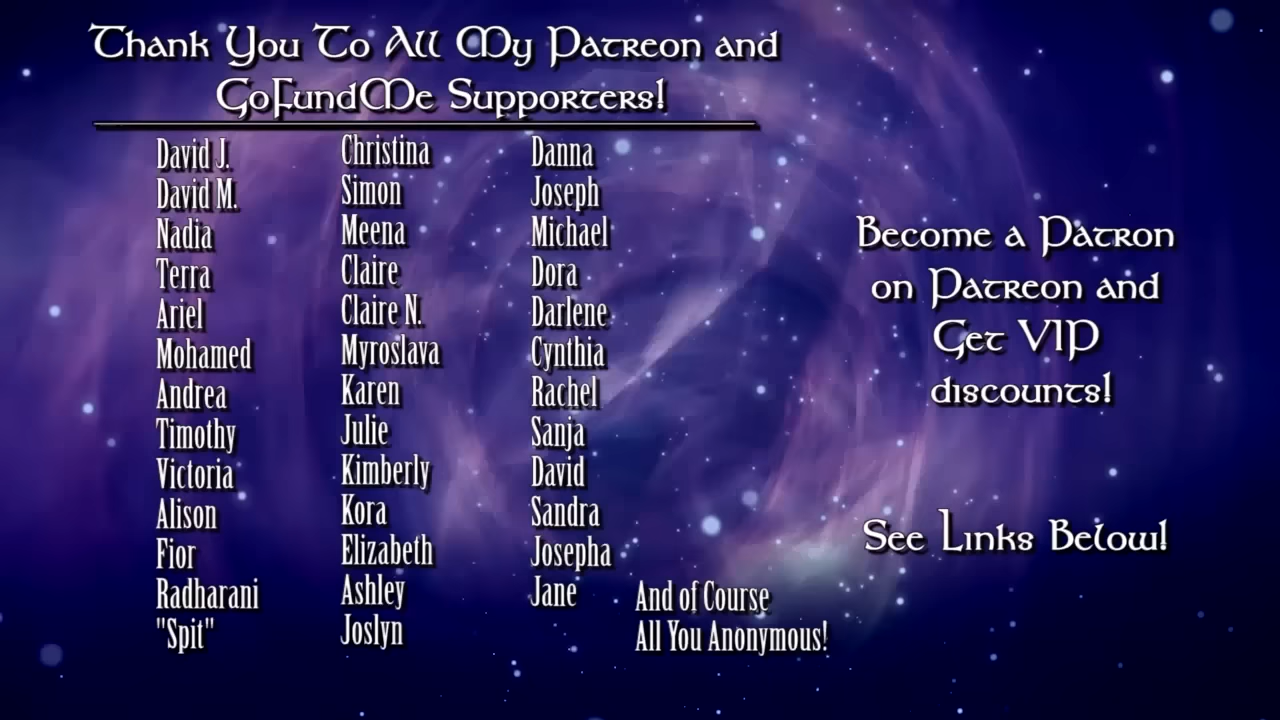 Thank You To All My Patreon and
GoFundMe Supporters!
David J.
David M.
Nadia
Terra
Ariel
Mohamed
Andrea
Timothy
Victoria
Alison
Fior
Radharani
"Spit"
Christina
Simon
Meena
Claire
Claire N.
Myroslava
Karen
Julie
Kimberly
Kora
Elizabeth
Ashley
Joslyn
Danna
Joseph
Michael
Dora
Darlene
Cynthia
Rachel
Sanja
David
Sandra
Josepha
Jane
And of Course
All You Anonymous!
Become a Patron
on Patreon and
Get VIP
discounts!
See Links Below!